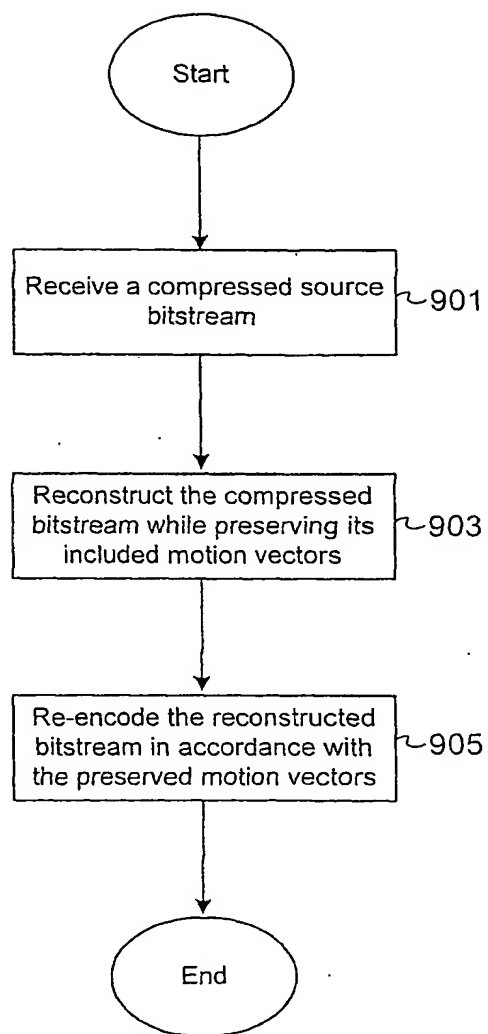 Start
Receive a compressed source
bitstream
901
Reconstruct the compressed
bitstream while preserving its
included motion vectors
903
Re-encode the reconstructed
bitstream in accordance with
the preserved motion vectors
905
End